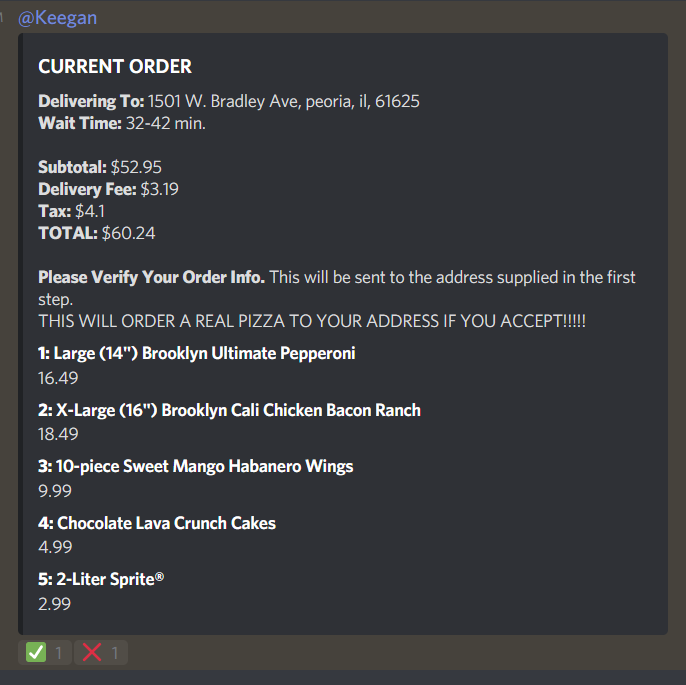 @Keegan
CURRENT ORDER
Delivering To: 1501 W. Bradley Ave, peoria, il, 61625
Wait Time: 32-42 min.
Subtotal: $52.95
Delivery Fee: $3.19
Tax: $4.1
TOTAL: $60.24
Please Verify Your Order Info. This will be sent to the address supplied in the first
step.
THIS WILL ORDER A REAL PIZZA TO YOUR ADDRESS IF YOU ACCEPT!!!!!
1: Large (14") Brooklyn Ultimate Pepperoni
16.49
2: X-Large (16") Brooklyn Cali Chicken Bacon Ranch
18.49
3: 10-piece Sweet Mango Habanero Wings
9.99
4: Chocolate Lava Crunch Cakes
4.99
5: 2-Liter Sprite®
2.99
1 1